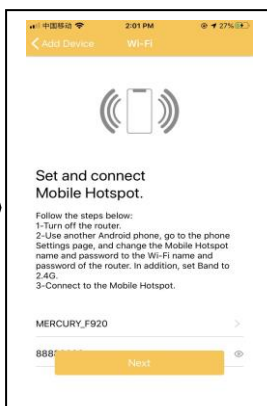 中国移动 2:01 PM 27%
Add Device Wi-Fi
Set and connect
Mobile Hotspot.
Follow the steps
below:
1-Turn off the router.
2-Use another Android phone, go to the phone
Settings page, and change the Mobile Hotspot
name and password to the Wi-Fi name and
password of the router. In addition, set Band to
2.4G.
3-Connect to the Mobile Hotspot.
MERCURY_F920
Next